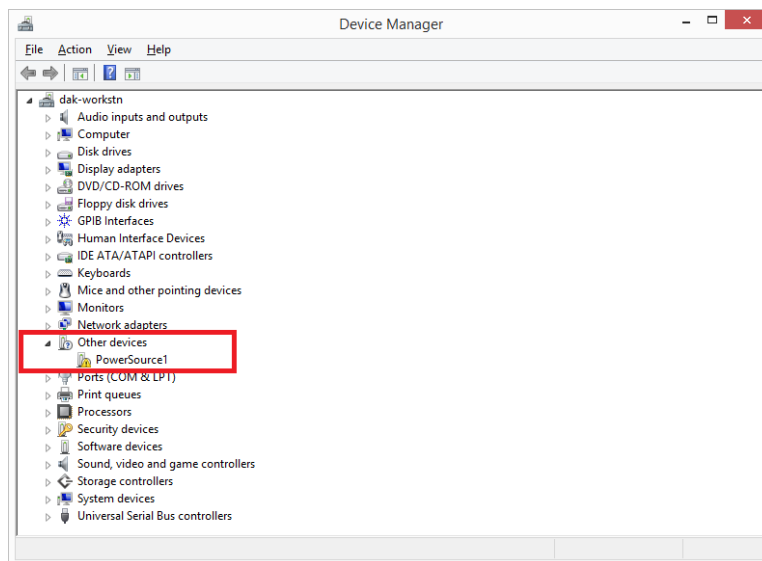 Device Manager
File Action View Help
dak-workstn
Audio inputs and outputs
Computer
Disk drives
Display adapters
DVD/CD-ROM drives
Floppy disk drives
GPIB Interfaces
Human Interface Devices
IDE ATA/ATAPI controllers
Keyboards
Mice and other pointing devices
Monitors
Network adapters
Other devices
PowerSource1
Ports (COM & LPT)
Print queues
Processors
Security devices
Software devices
Sound, video and game controllers
Storage controllers
System devices
Universal Serial Bus controllers